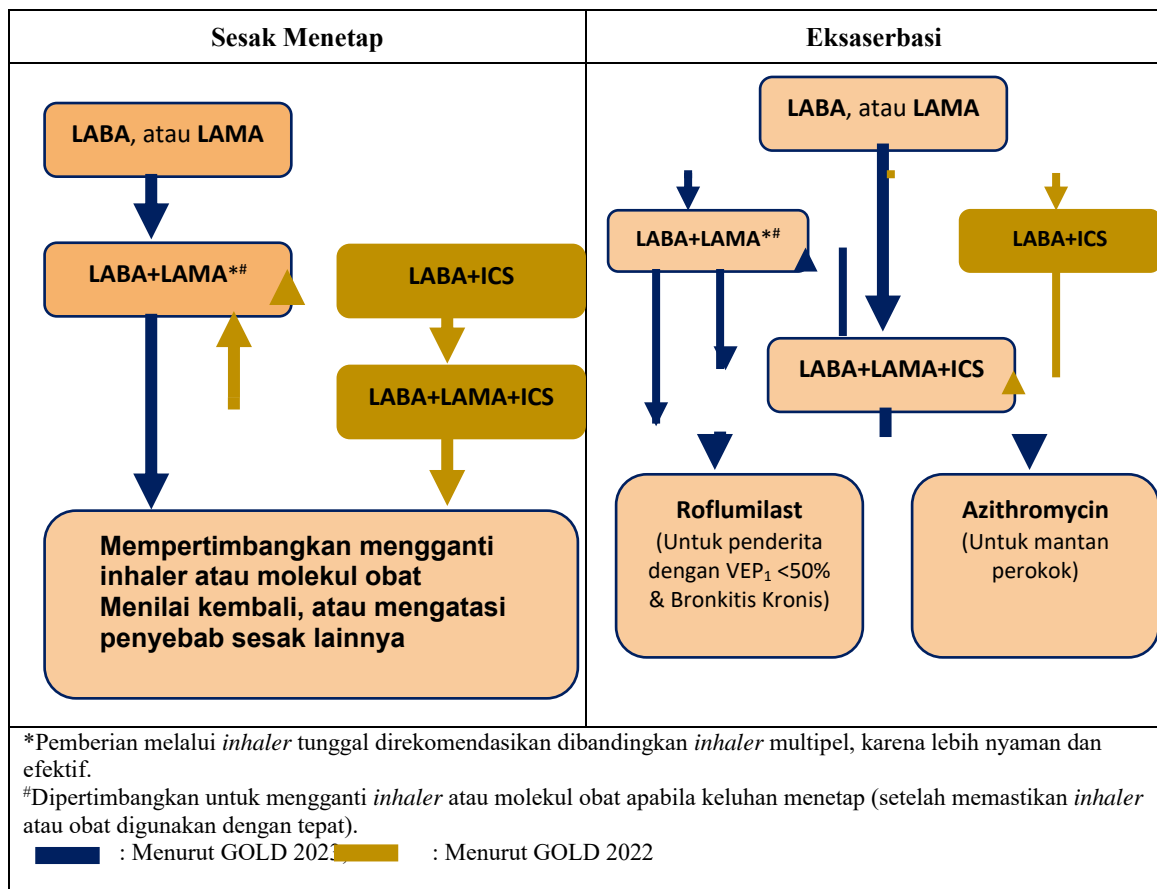 Sesak Menetap
LABA, atau LAMA
LABA+LAMA*#
LABA+ICS
LABA+LAMA+ICS
Mempertimbangkan mengganti
inhaler atau molekul obat
Menilai kembali, atau mengatasi
penyebab sesak lainnya
Eksaserbasi
LABA, atau LAMA
LABA+LAMA*#
LABA+ICS
LABA+LAMA+ICS
Roflumilast
(Untuk penderita
dengan VEP₁ <50%
& Bronkitis Kronis)
Azithromycin
(Untuk mantan
perokok)
*Pemberian melalui inhaler tunggal direkomendasikan dibandingkan inhaler multipel, karena lebih nyaman dan
efektif.
#Dipertimbangkan untuk mengganti inhaler atau molekul obat apabila keluhan menetap (setelah memastikan inhaler
atau obat digunakan dengan tepat).
: Menurut GOLD 2023, : Menurut GOLD 2022